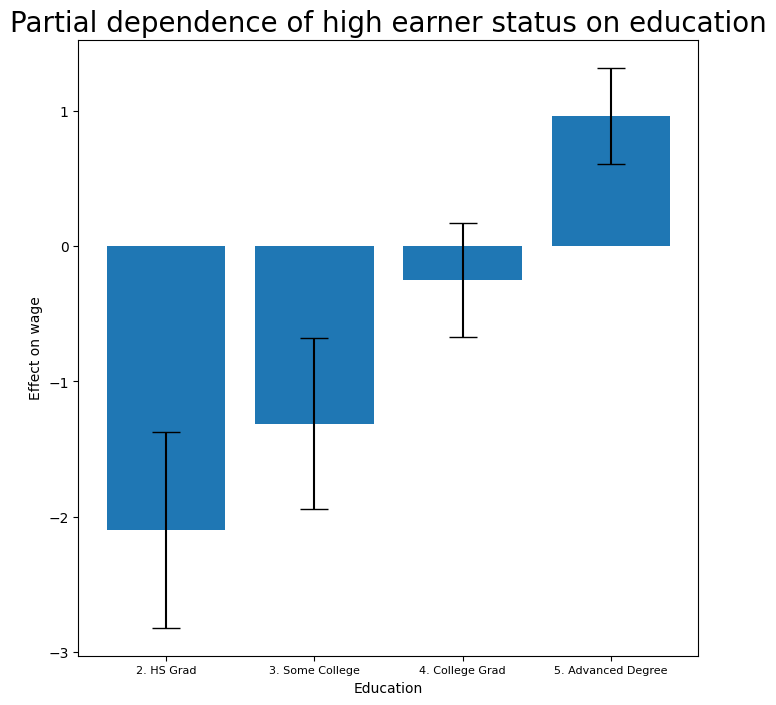 Partial dependence of high earner status on education
Effect on wage
1
0
−1
−2
−3
2. HS Grad
3. Some College
4. College Grad
5. Advanced Degree
Education